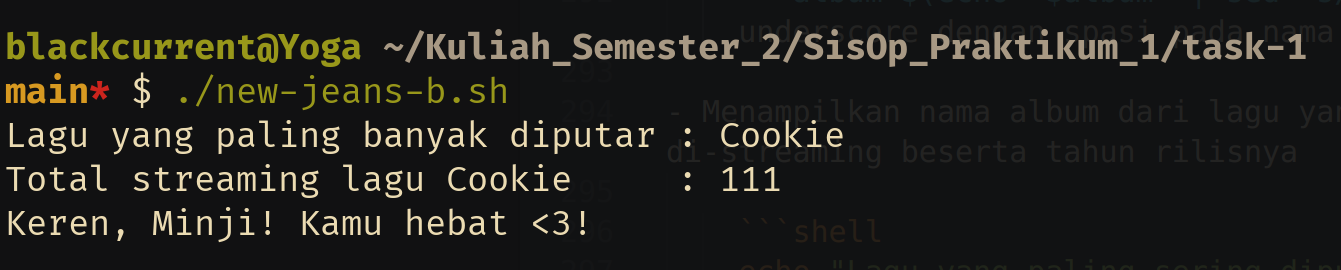 blackcurrent@Yoga ~/Kuliah_Semester_2/SisOp_Praktikum_1/task-1
underscore dengan spasi pada nama
main* $ ./new-jeans-b.sh
294
- Menampilkan nama album dari lagu yan
Lagu yang paling banyak diputar : Cookie
di-streaming beserta tahun rilisnya
Total streaming lagu Cookie     : 111
295
Keren, Minji! Kamu hebat <3!
```shell